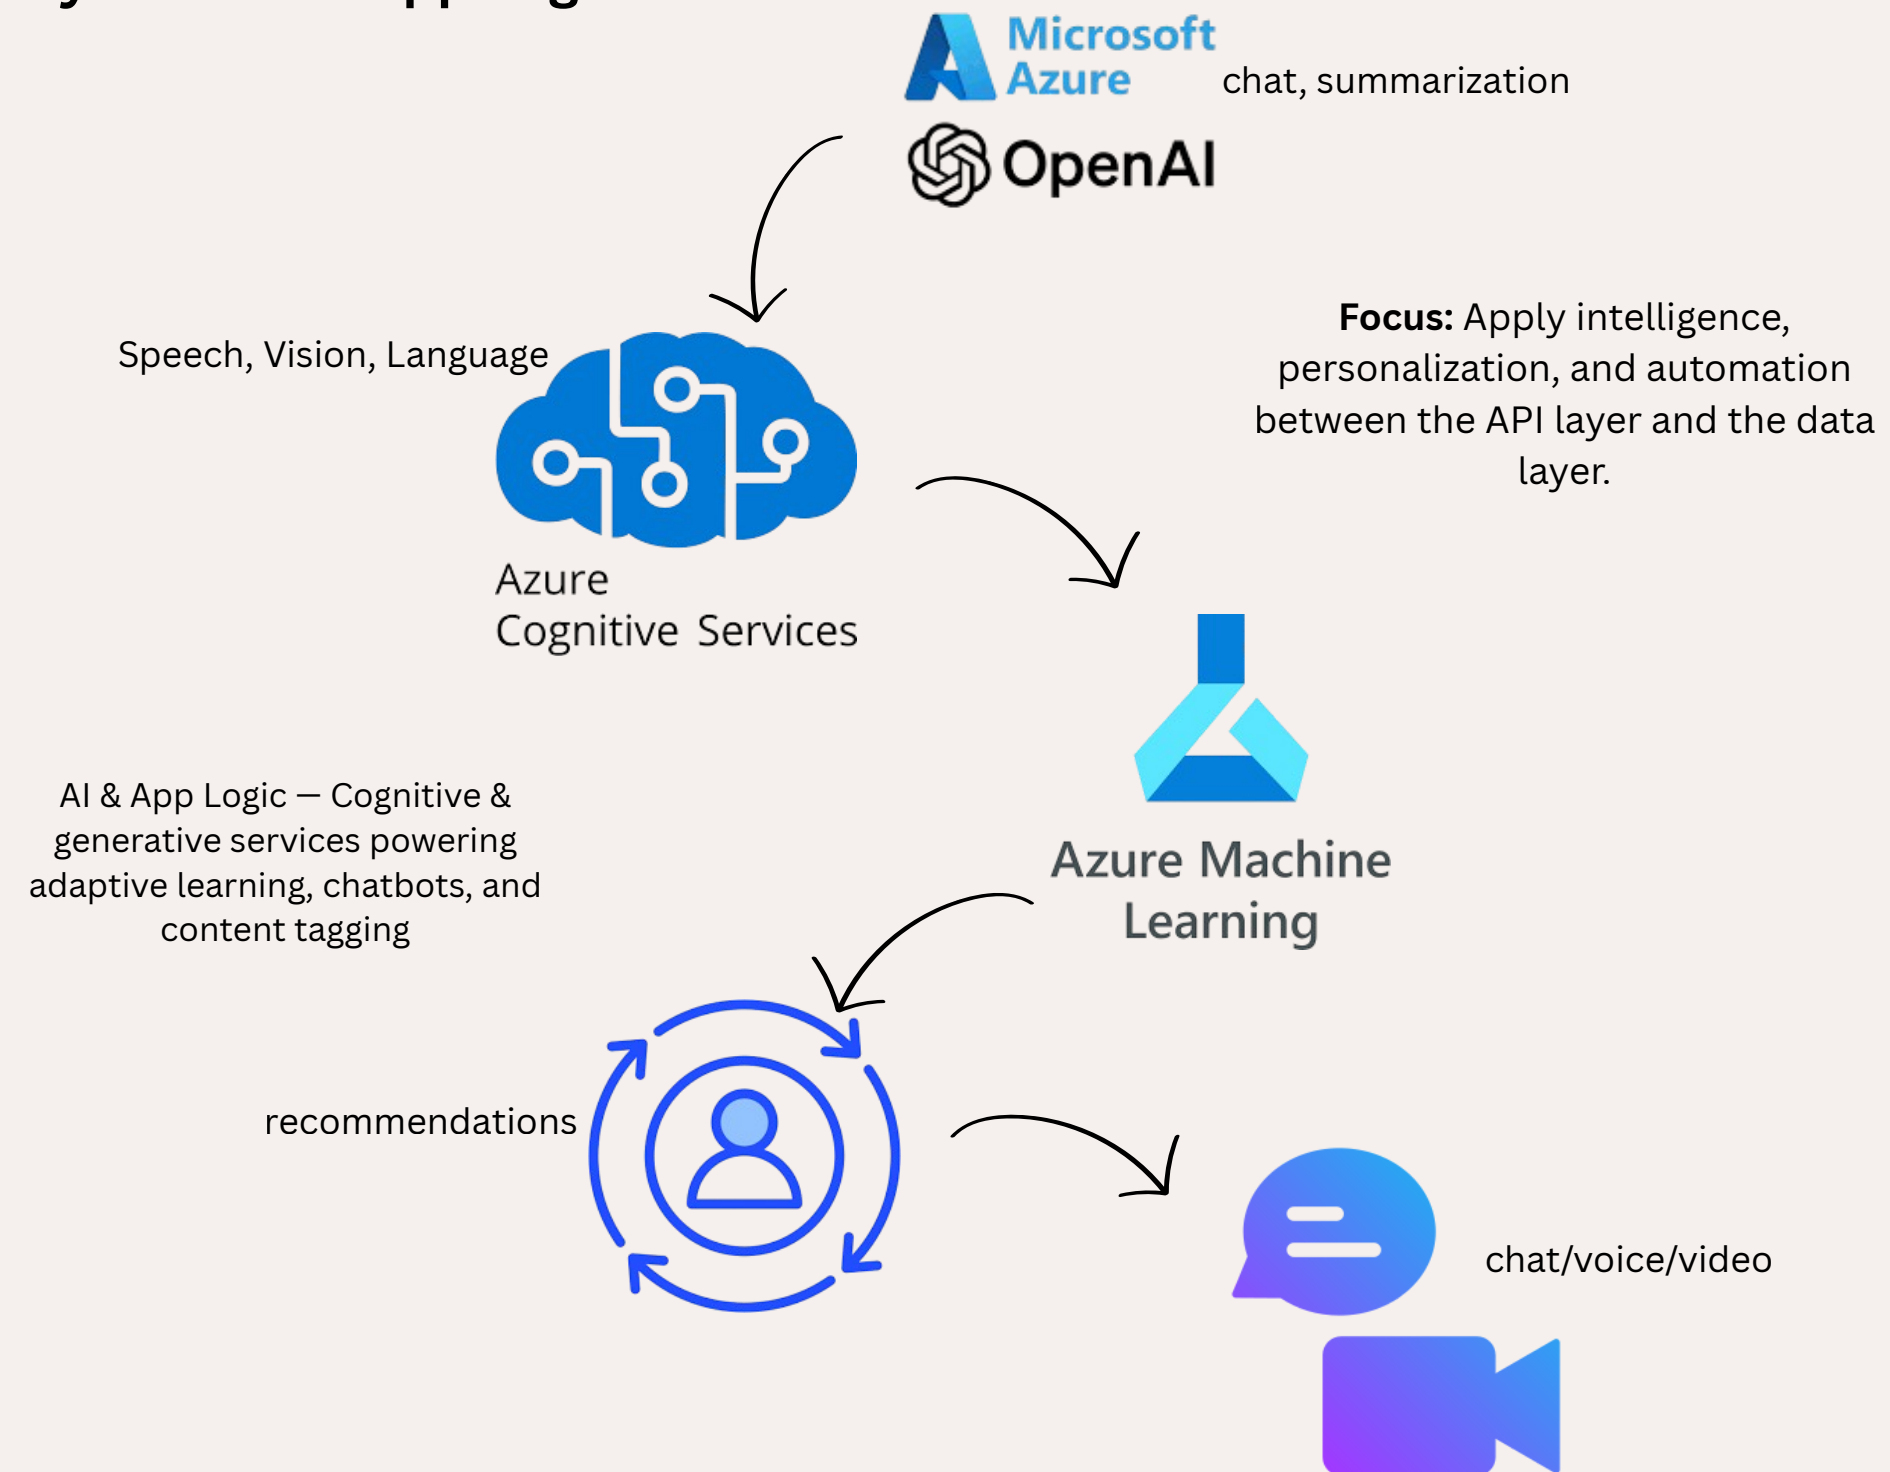 Microsoft
Azure
chat, summarization
OpenAI
Focus: Apply intelligence,
personalization, and automation
between the API layer and the data
layer.
Speech, Vision, Language
Azure
Cognitive Services
Azure Machine
Learning
AI & App Logic — Cognitive &
generative services powering
adaptive learning, chatbots, and
content tagging
recommendations
chat/voice/video